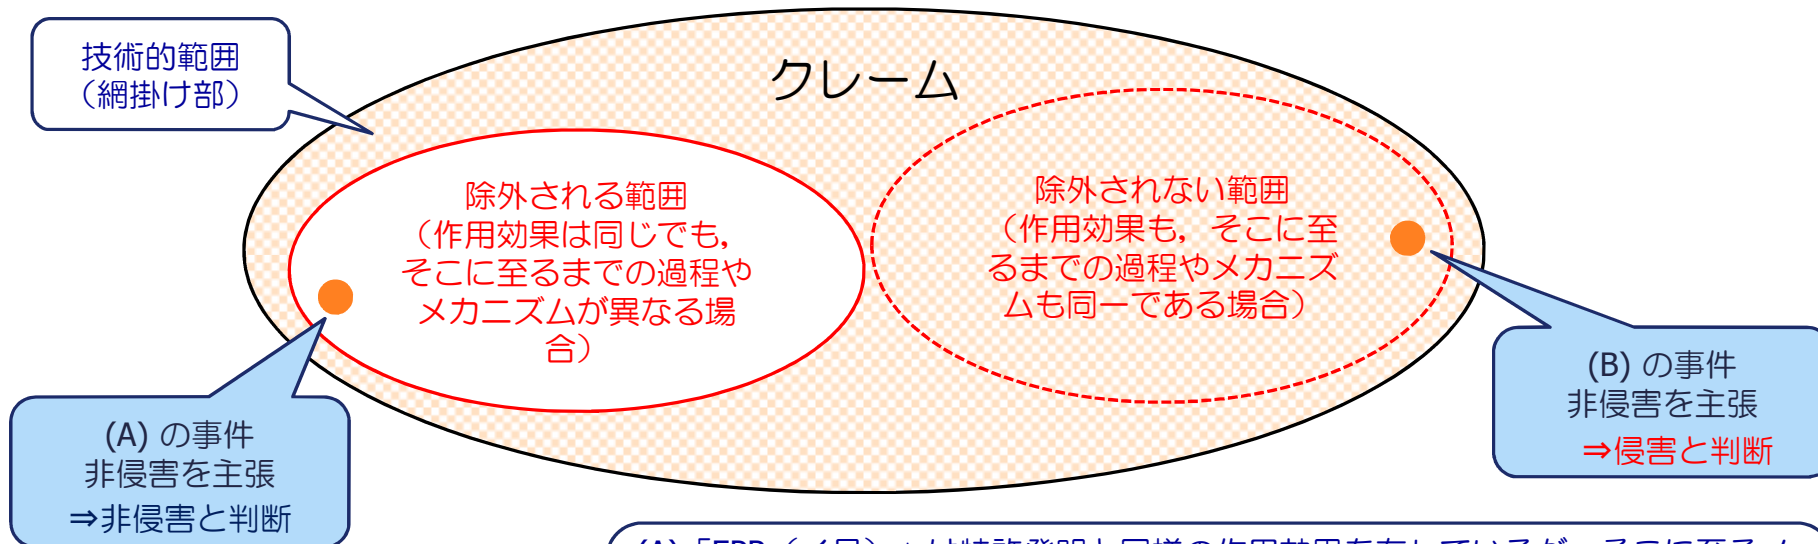 技術的範囲
（網掛け部）
クレーム
除外される範囲
（作用効果は同じでも，
そこに至るまでの過程や
メカニズムが異なる場
合）
除外されない範囲
（作用効果も，そこに至
るまでの過程やメカニズ
ムも同一である場合）
(A) の事件
非侵害を主張
⇒非侵害と判断
(B) の事件
非侵害を主張
⇒侵害と判断